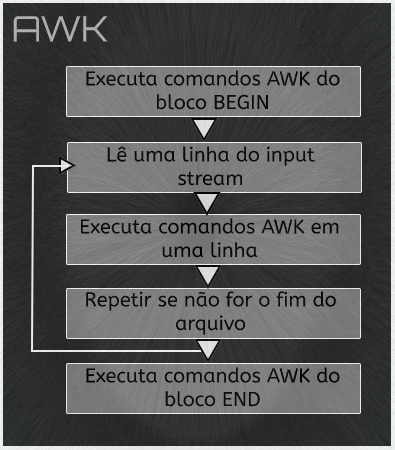 AWK
Executa comandos AWK do
bloco BEGIN
Lê uma linha do input
stream
Executa comandos AWK em
uma linha
Repetir se não for o fim do
arquivo
Executa comandos AWK do
bloco END